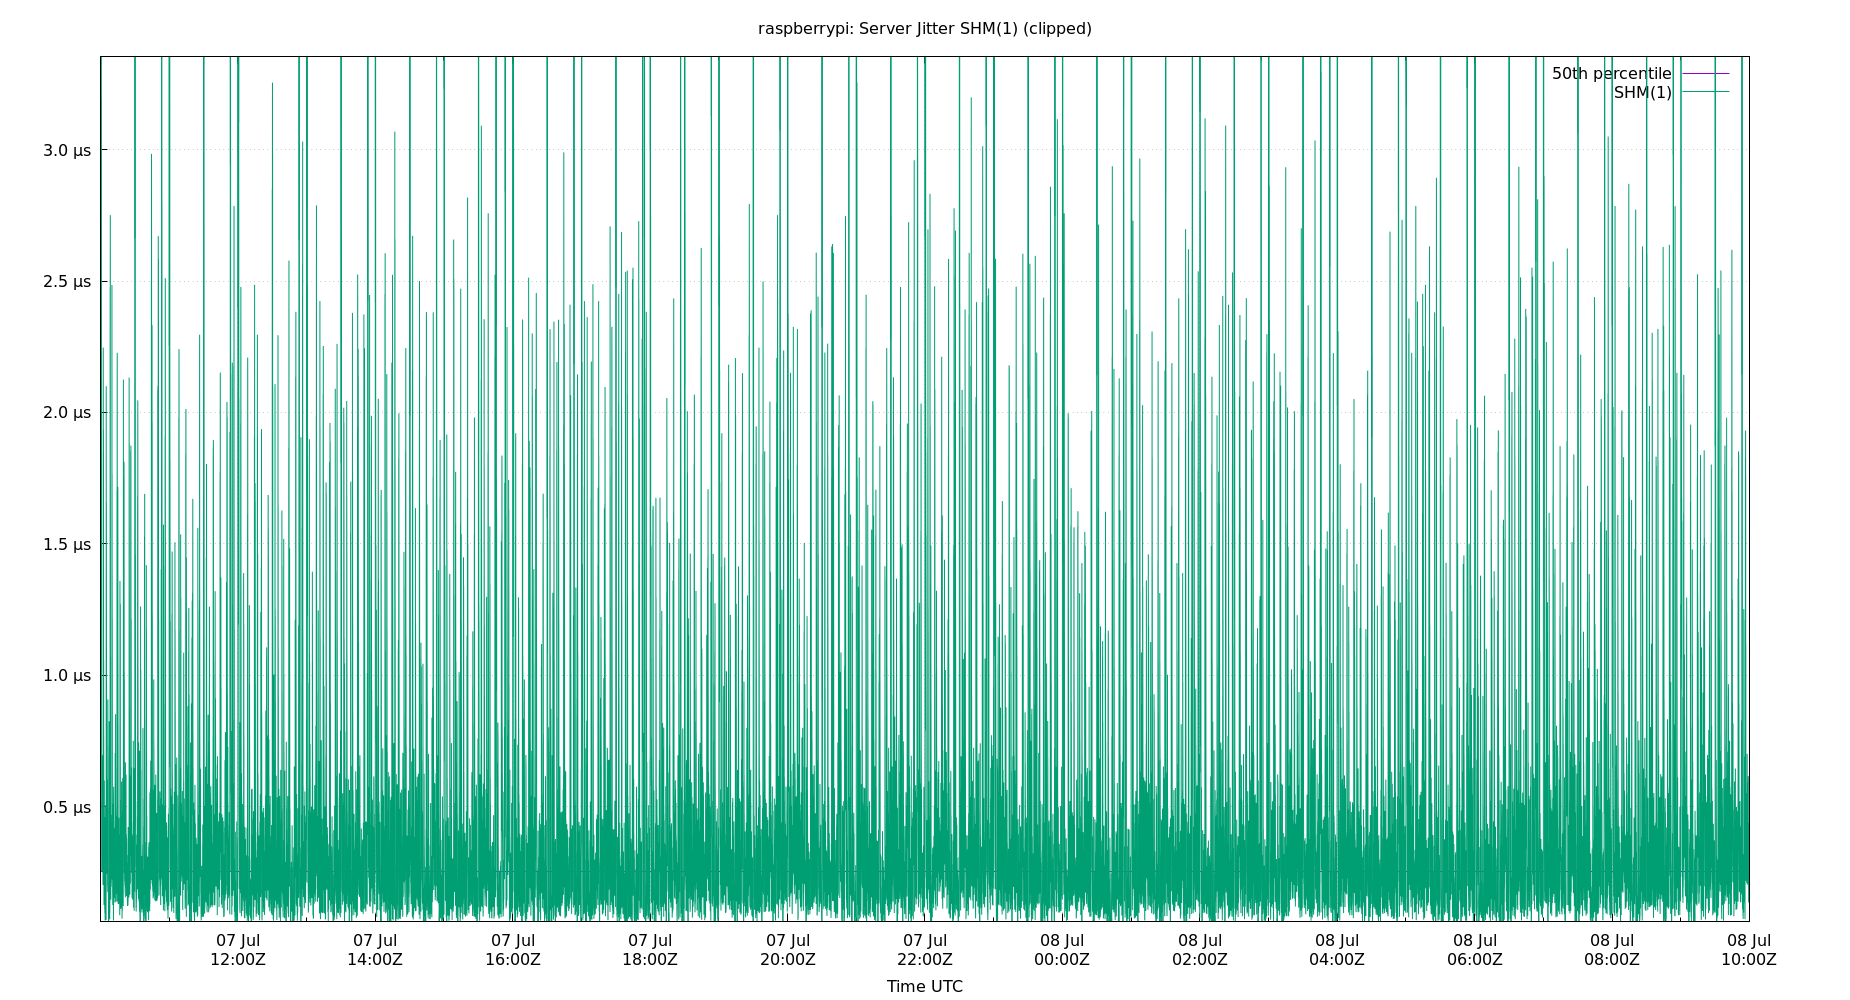 raspberrypi: Server Jitter SHM(1) (clipped)
50th percentile
SHM(1)
3.0 µs
2.5 µs
2.0 µs
1.5 µs
1.0 µs
0.5 µs
07 Jul 07 Jul 07 Jul 07 Jul 07 Jul 07 Jul 08 Jul 08 Jul 08 Jul 08 Jul 08 Jul 08 Jul
12:00Z 14:00Z 16:00Z 18:00Z 20:00Z 22:00Z 00:00Z 02:00Z 04:00Z 06:00Z 08:00Z 10:00Z
Time UTC